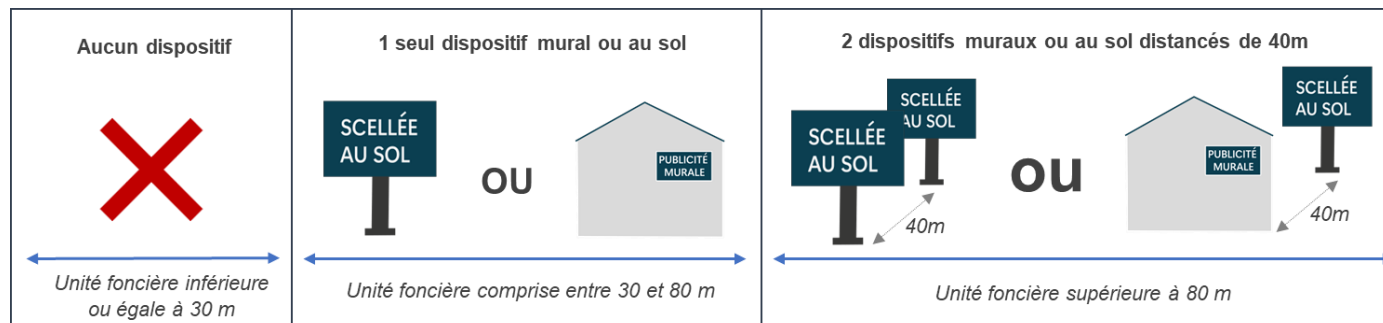 Aucun dispositif
Unité foncière inférieure
ou égale à 30 m
1 seul dispositif mural ou au sol
SCELLÉE
AU SOL
OU
PUBLICITÉ
MURALE
Unité foncière comprise entre 30 et 80 m
2 dispositifs muraux ou au sol distancés de 40m
SCELLÉE
AU SOL
SCELLÉE
AU SOL
40m
ou
PUBLICITÉ
MURALE
SCELLÉE
AU SOL
40m
Unité foncière supérieure à 80 m